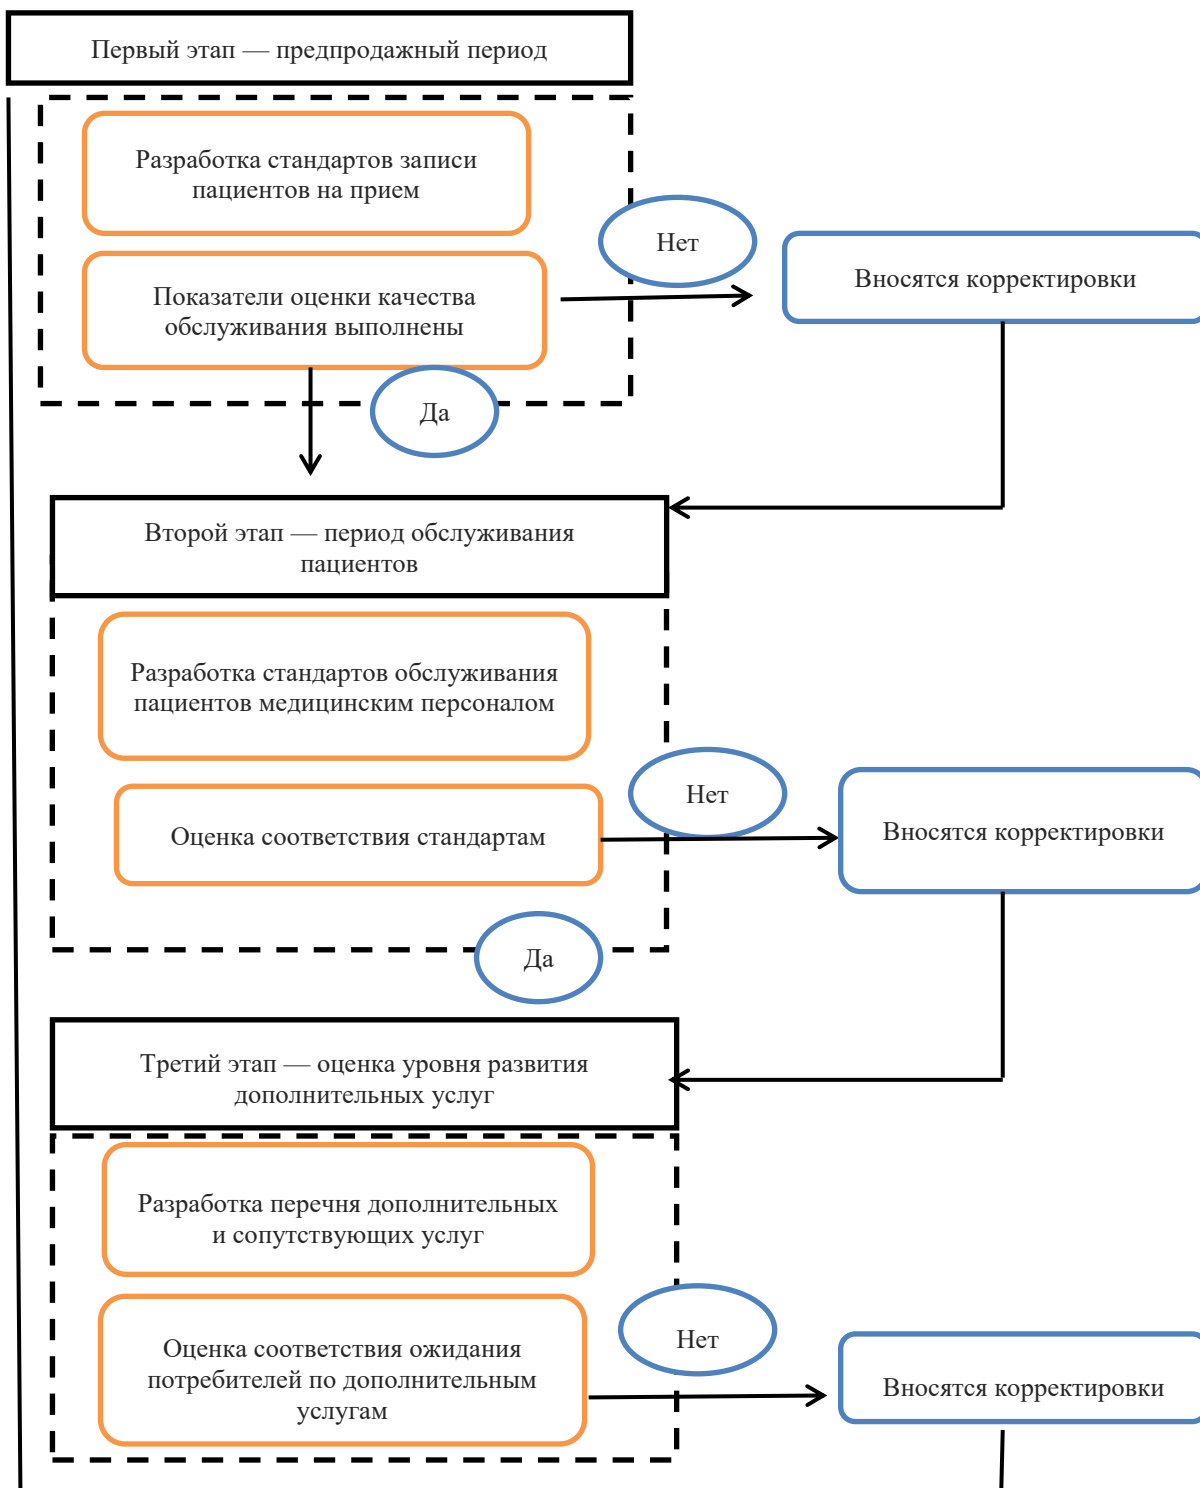 Первый этап — предпродажный период
Разработка стандартов записи
пациентов на прием
Нет
Вносятся корректировки
Показатели оценки качества
обслуживания выполнены
Да
Второй этап — период обслуживания
пациентов
Разработка стандартов обслуживания
пациентов медицинским персоналом
Нет
Оценка соответствия стандартам
Вносятся корректировки
Да
Третий этап — оценка уровня развития
дополнительных услуг
Разработка перечня дополнительных
и сопутствующих услуг
Нет
Оценка соответствия ожидания
потребителей по дополнительным
услугам
Вносятся корректировки